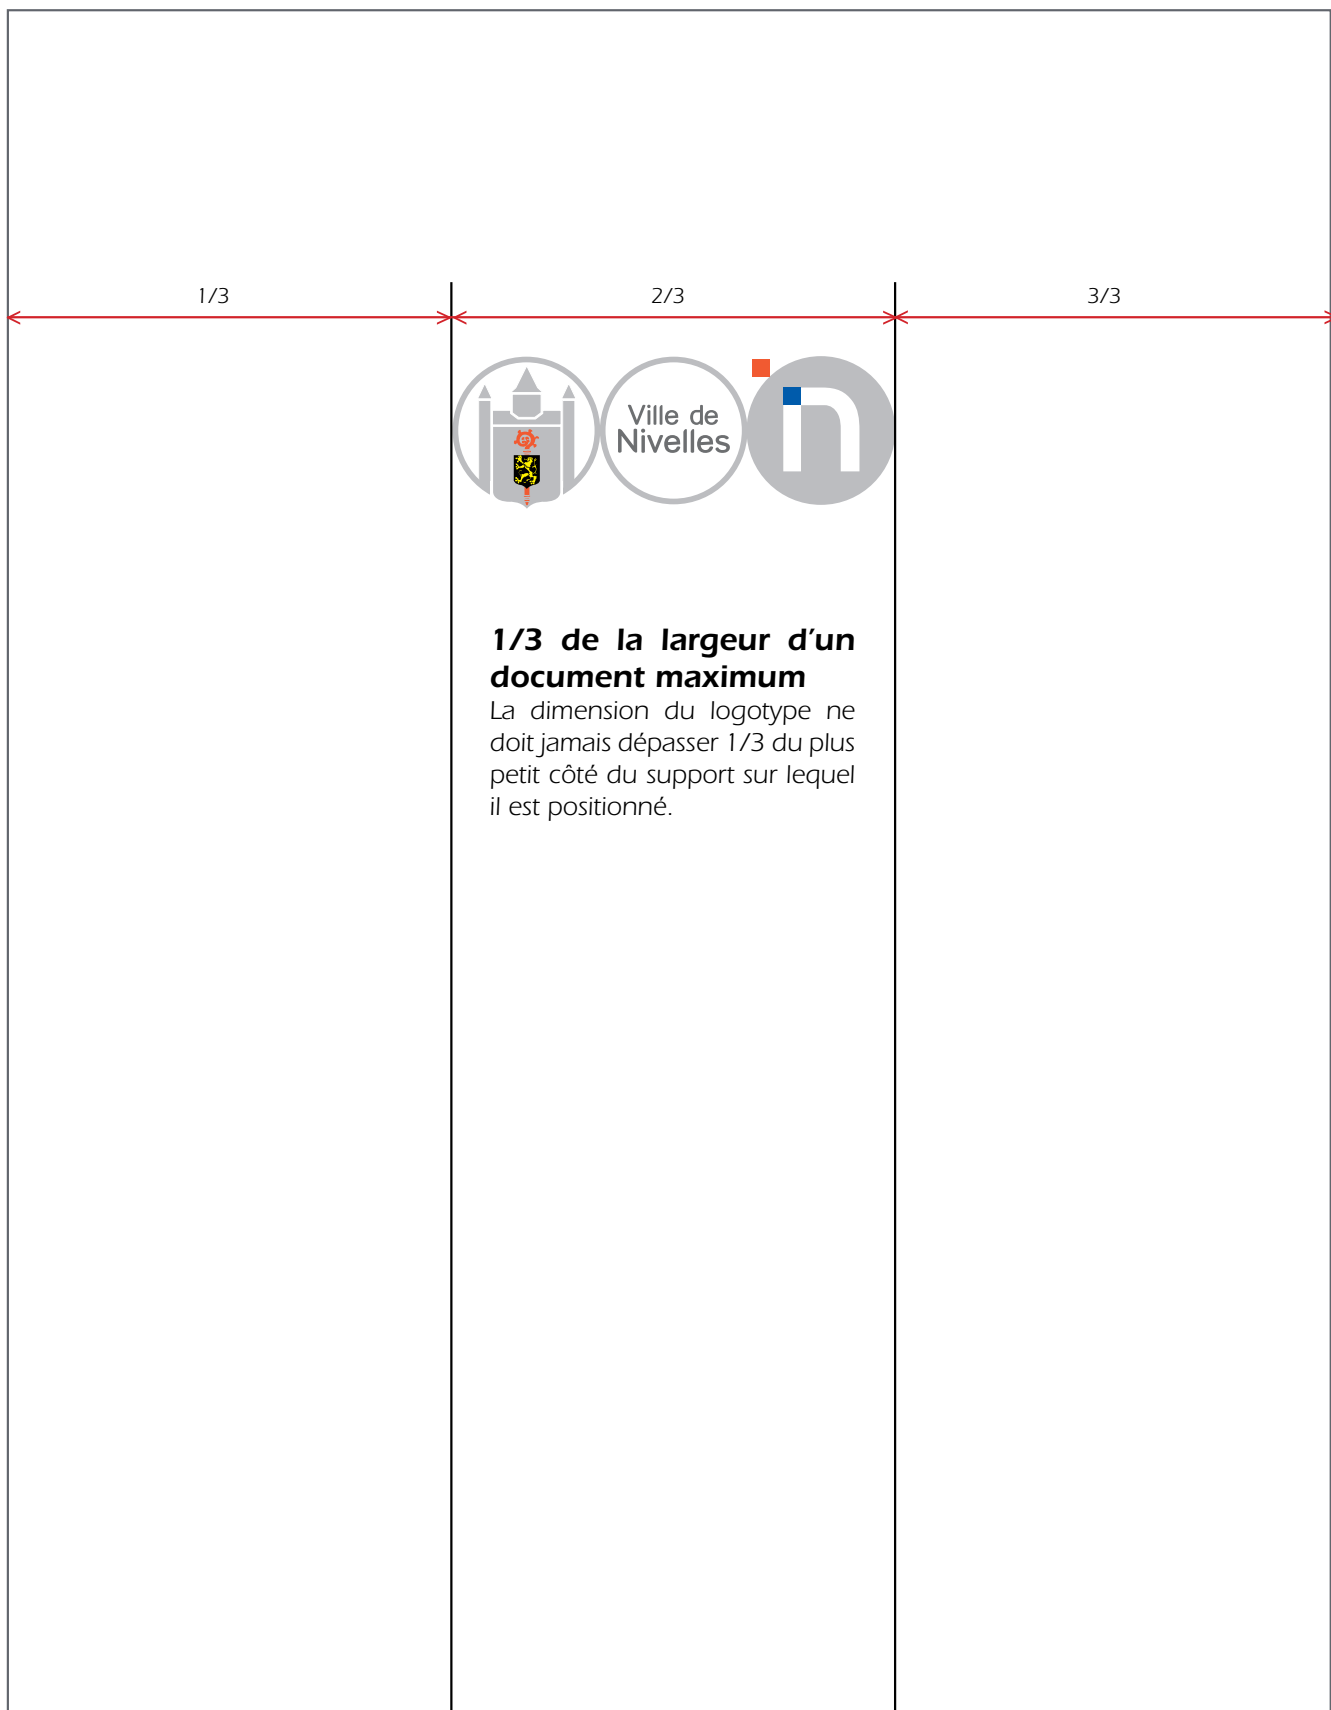 1/3 2/3 3/3
Ville de
Nivelles
1/3 de la largeur d’un
document maximum
La dimension du logotype ne
doit jamais dépasser 1/3 du plus
petit côté du support sur lequel
il est positionné.